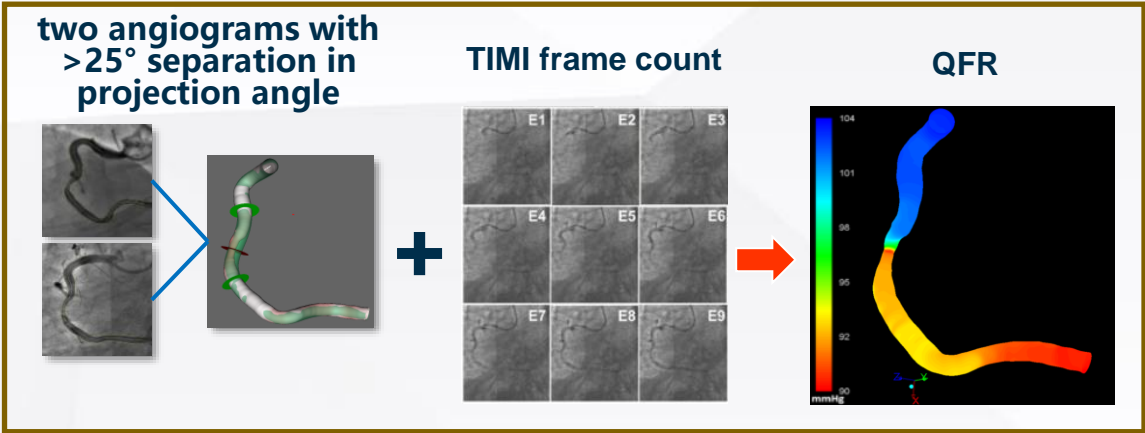 two angiograms with
>25° separation in
projection angle
TIMI frame count
QFR
E1
E2
E3
E4
E5
E6
E7
E8
E9
104
101
98
95
92
90
mmHg
Z
Y
X